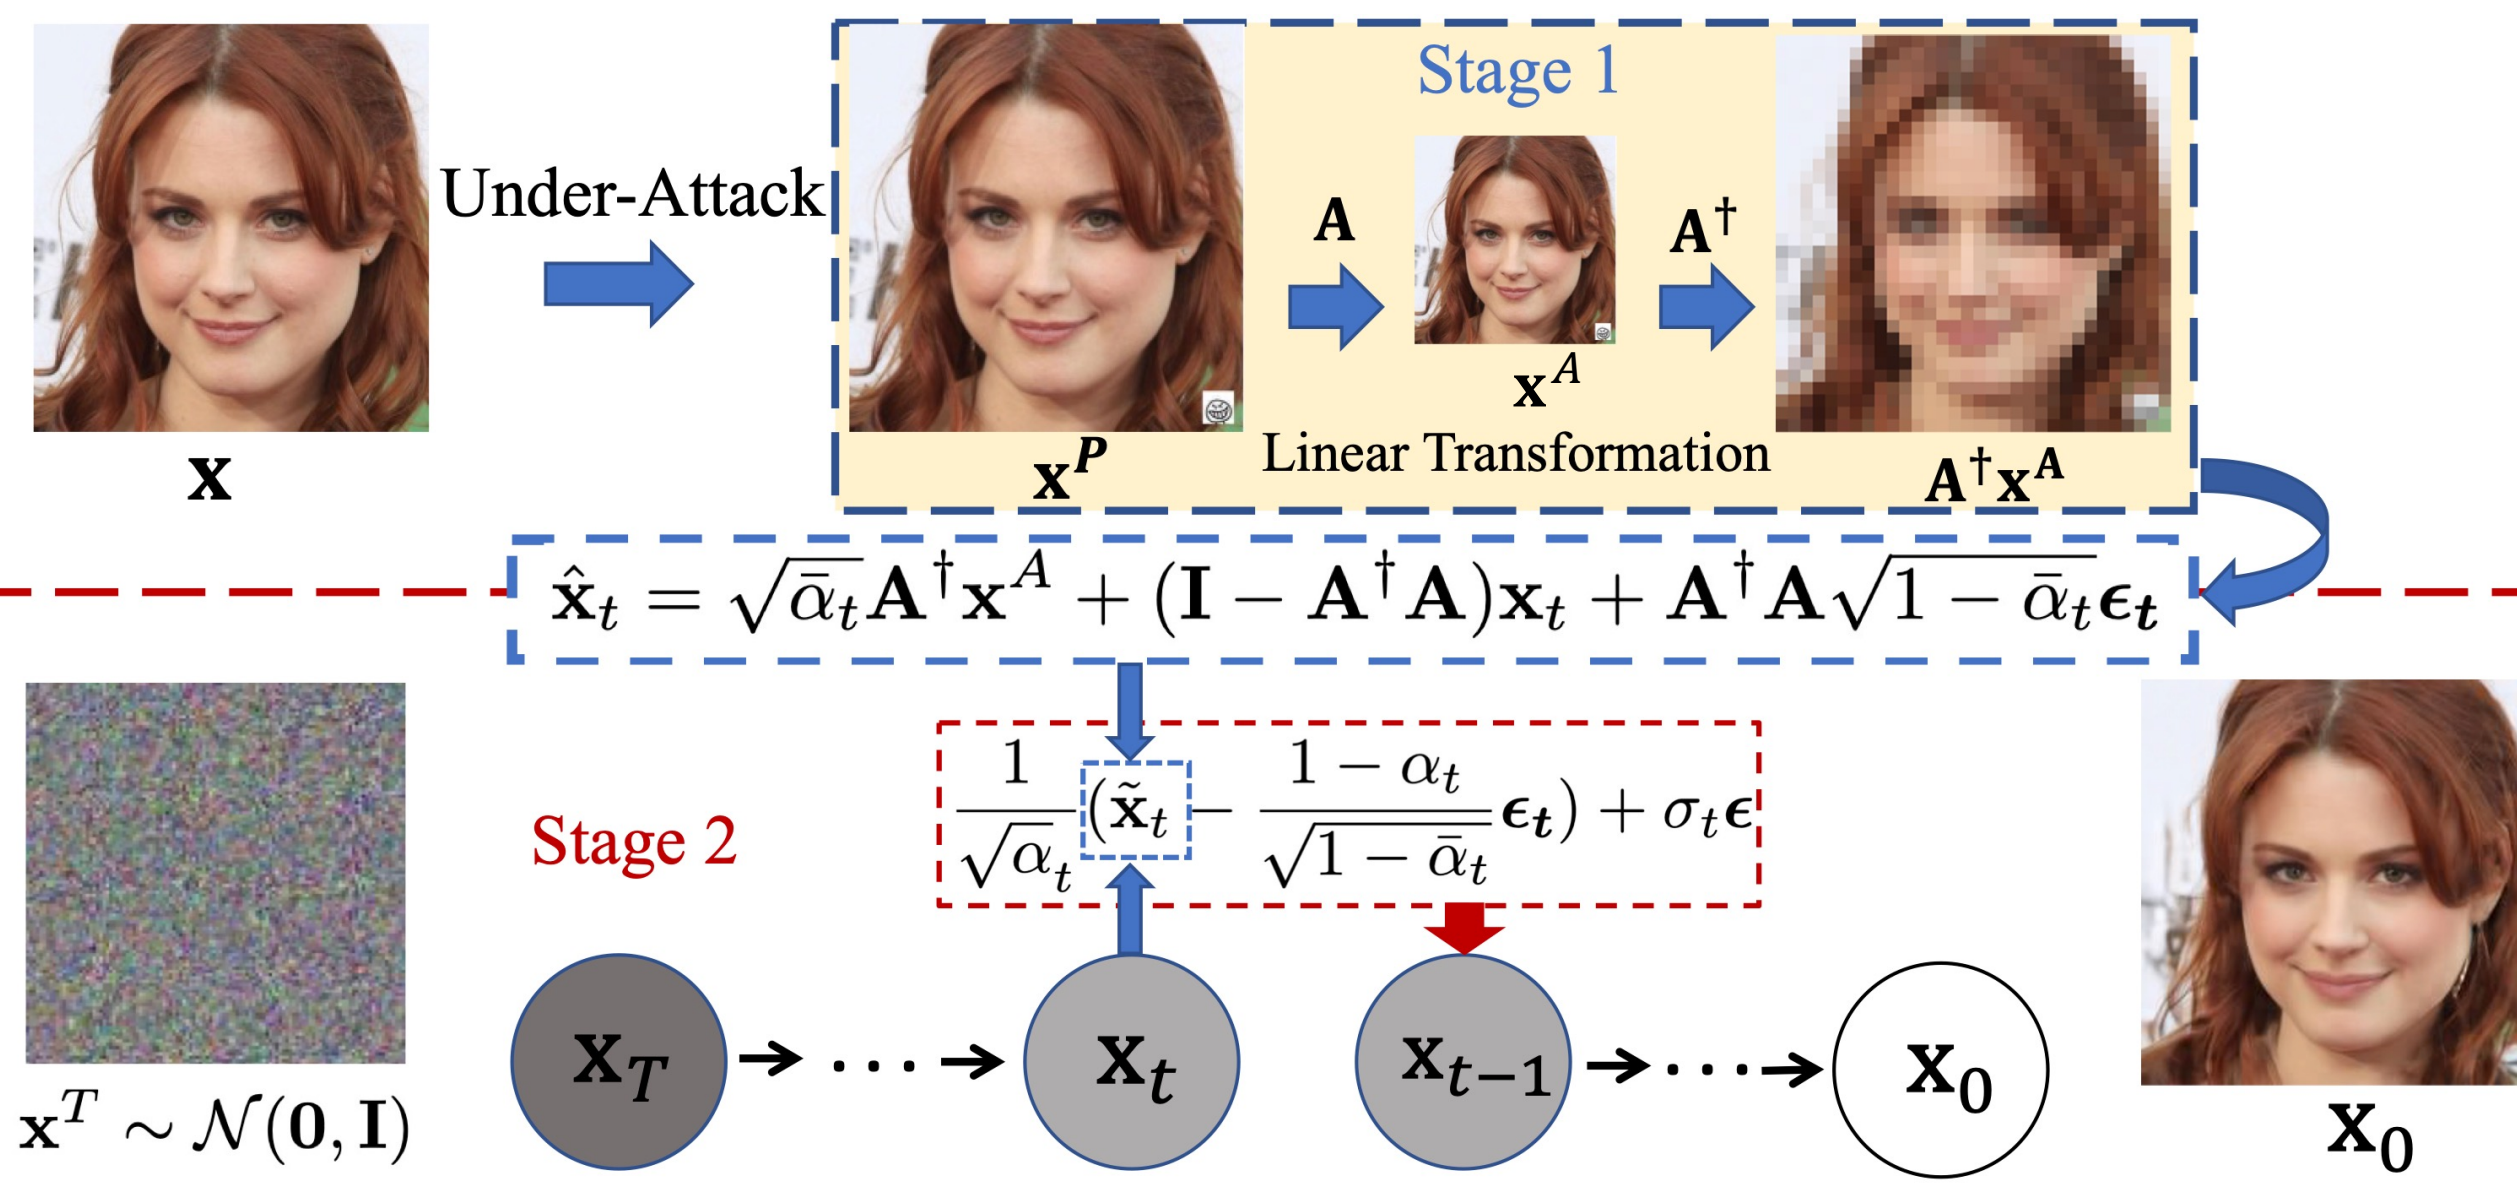 Stage 1
Under-Attack
A
A†
x^A
x
x^P
Linear Transformation
A†x^A
x̂_t = √ᾱ_t A†x^A + (I − A†A)x_t + A†A√1 − ᾱ_t ϵ_t
Stage 2
1/√α_t (x̃_t − 1 − α_t/√1 − ᾱ_t ϵ_t) + σ_t ϵ
x_T → ... → x_t x_{t−1} → ... → x_0
x^T ∼ 𝒩(0, I)
x_0